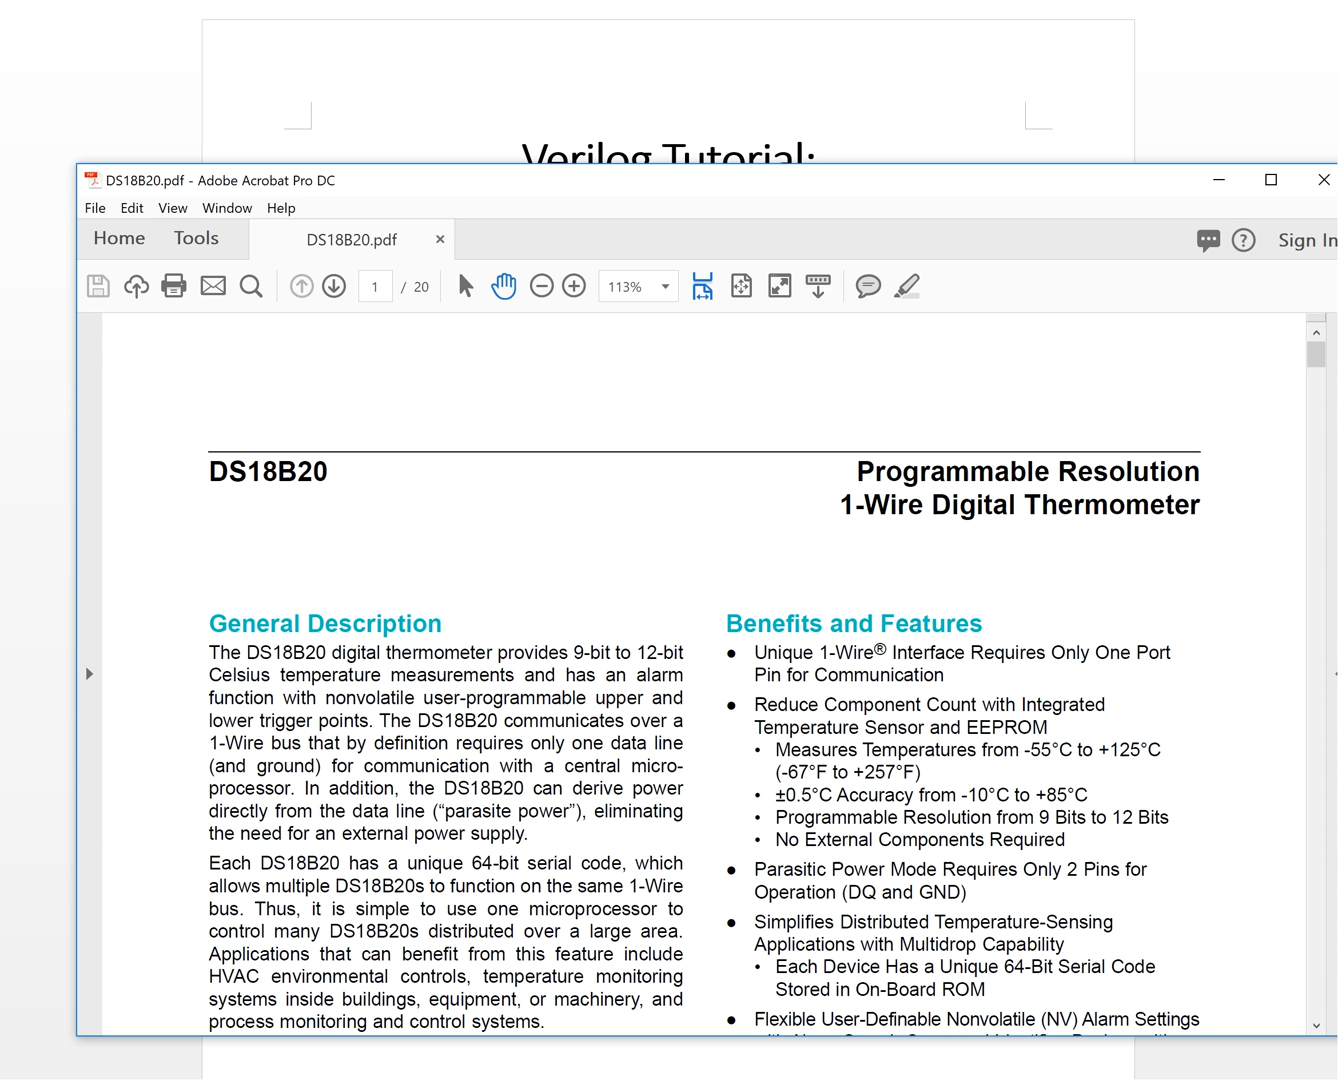 Verilog Tutorial:
DS18B20.pdf - Adobe Acrobat Pro DC
File Edit View Window Help
Home Tools DS18B20.pdf Sign In
1 / 20 113%
DS18B20
Programmable Resolution
1-Wire Digital Thermometer
General Description
The DS18B20 digital thermometer provides 9-bit to 12-bit
Celsius temperature measurements and has an alarm
function with nonvolatile user-programmable upper and
lower trigger points. The DS18B20 communicates over a
1-Wire bus that by definition requires only one data line
(and ground) for communication with a central micro-
processor. In addition, the DS18B20 can derive power
directly from the data line (“parasite power”), eliminating
the need for an external power supply.
Each DS18B20 has a unique 64-bit serial code, which
allows multiple DS18B20s to function on the same 1-Wire
bus. Thus, it is simple to use one microprocessor to
control many DS18B20s distributed over a large area.
Applications that can benefit from this feature include
HVAC environmental controls, temperature monitoring
systems inside buildings, equipment, or machinery, and
process monitoring and control systems.
Benefits and Features
● Unique 1-Wire® Interface Requires Only One Port
Pin for Communication
● Reduce Component Count with Integrated
Temperature Sensor and EEPROM
• Measures Temperatures from -55°C to +125°C
(-67°F to +257°F)
• ±0.5°C Accuracy from -10°C to +85°C
• Programmable Resolution from 9 Bits to 12 Bits
• No External Components Required
● Parasitic Power Mode Requires Only 2 Pins for
Operation (DQ and GND)
● Simplifies Distributed Temperature-Sensing
Applications with Multidrop Capability
• Each Device Has a Unique 64-Bit Serial Code
Stored in On-Board ROM
● Flexible User-Definable Nonvolatile (NV) Alarm Settings